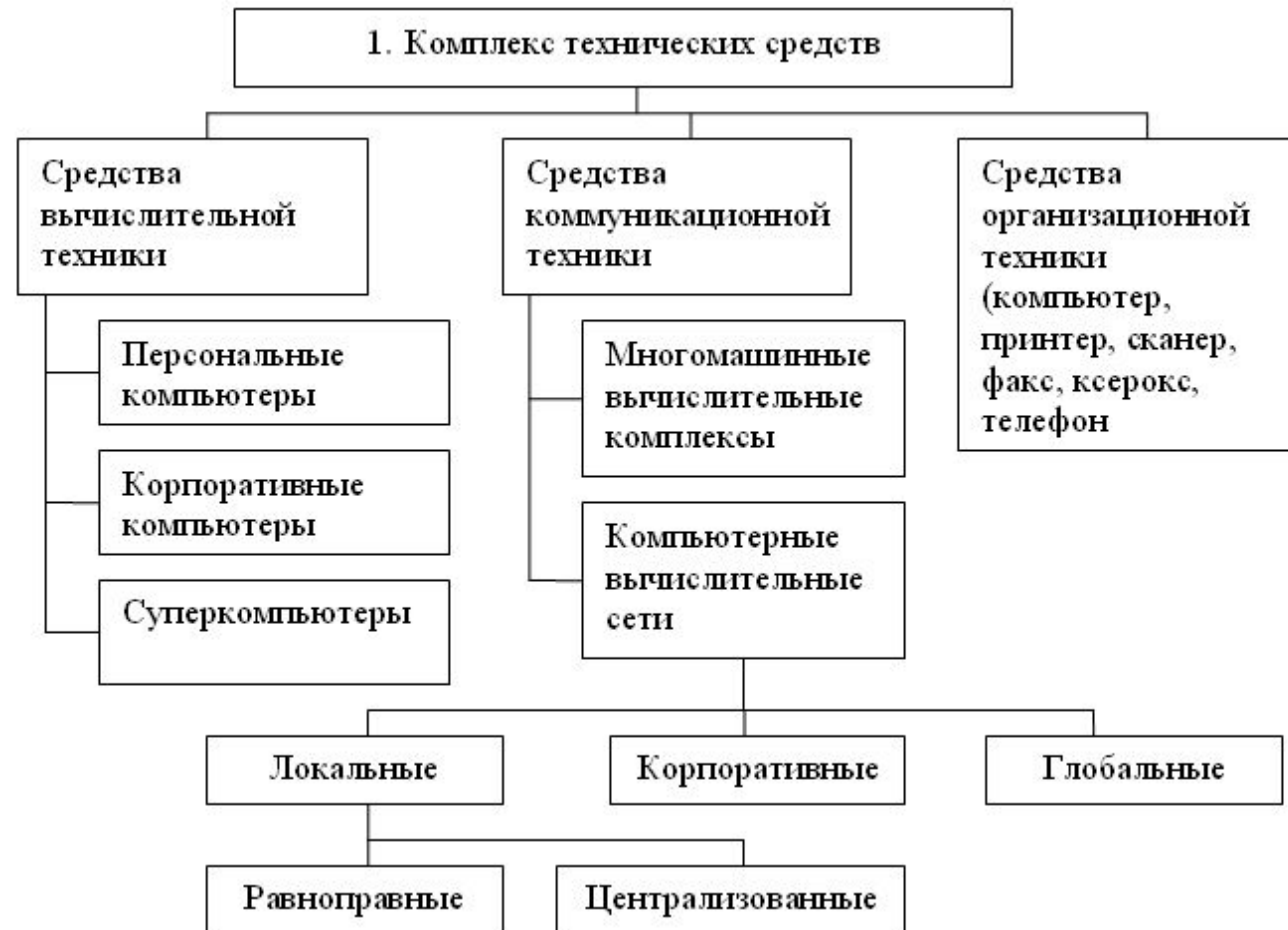 1. Комплекс технических средств
Средства
вычислительной
техники
Персональные
компьютеры
Корпоративные
компьютеры
Суперкомпьютеры
Средства
коммуникационной
техники
Многомашинные
вычислительные
комплексы
Компьютерные
вычислительные
сети
Средства
организационной
техники
(компьютер,
принтер, сканер,
факс, ксерокс,
телефон
Локальные
Корпоративные
Глобальные
Равноправные
Централизованные